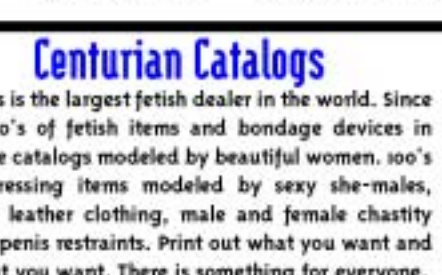 Centurian Catalogs
s is the largest fetish dealer in the world. Since
o's of fetish items and bondage devices in
e catalogs modeled by beautiful women. 100's
ressing items modeled by sexy she-males,
leather clothing, male and female chastity
penis restraints. Print out what you want and
t you want. There is something for everyone.